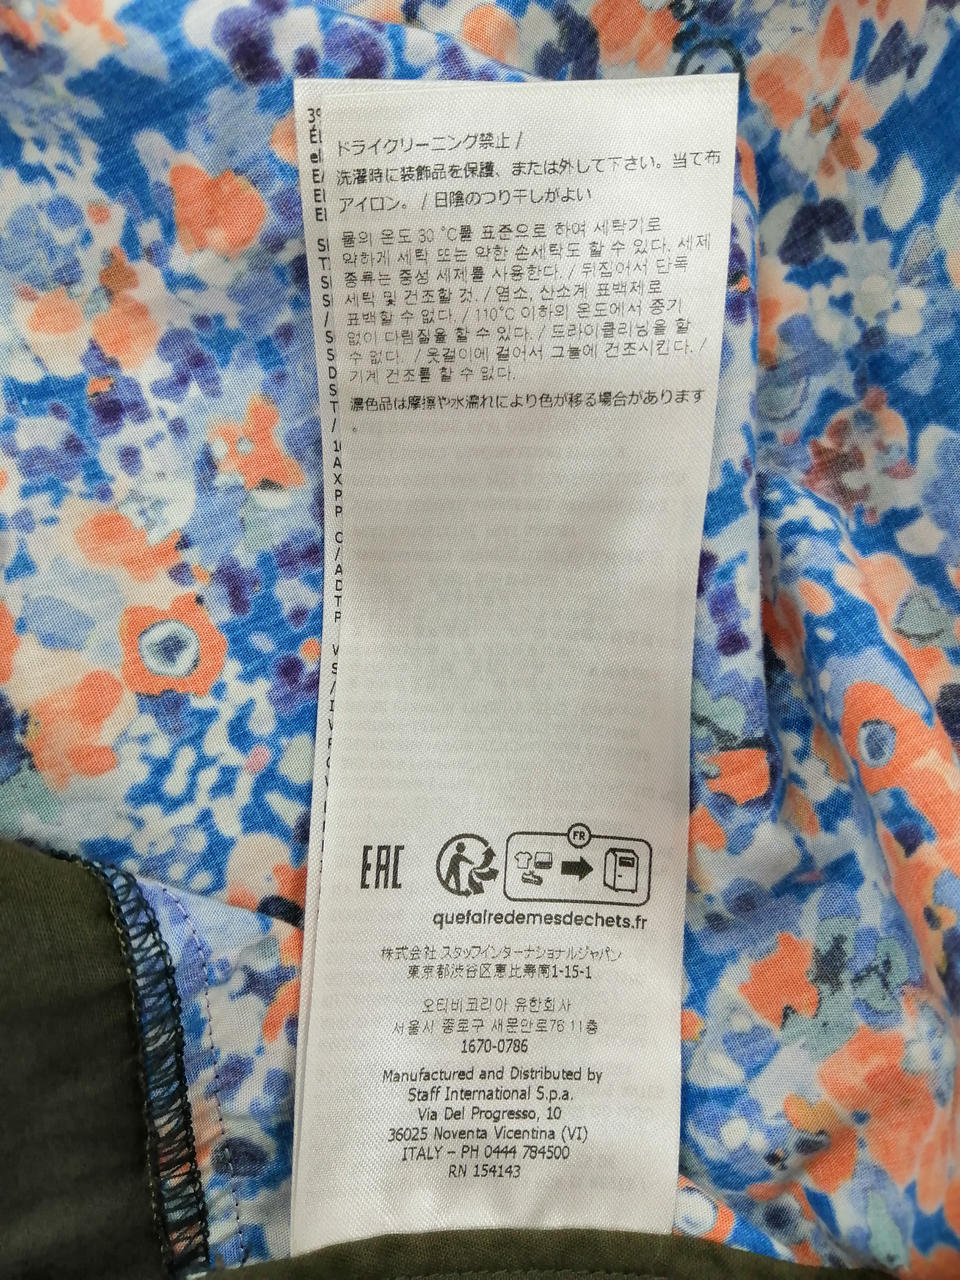 ドライクリーニング禁止 /
洗濯時に装飾品を保護、または外して下さい。当て布
アイロン。 / 日陰のつり干しがよい
물의 온도 30 °C를 표준으로 하여 세탁기로
약하게 세탁 또는 약한 손세탁도 할 수 있다. 세제
종류는 중성 세제를 사용한다. / 뒤집어서 단독
세탁 및 건조할 것. / 염소, 산소계 표백제로
표백할 수 없다. / 110°C 이하의 온도에서 증기
없이 다림질을 할 수 있다. / 드라이클리닝을 할
수 없다. / 옷걸이에 걸어서 그늘에 건조시킨다. /
기계 건조를 할 수 없다.
濃色品は摩擦や水濡れにより色が移る場合があります
。
EAC
FR
quefairedemesdechets.fr
株式会社 スタッフインターナショナルジャパン
東京都渋谷区恵比寿南1-15-1
오티비코리아 유한회사
서울시 종로구 새문안로76 11층
1670-0786
Manufactured and Distributed by
Staff International S.p.a.
Via Del Progresso, 10
36025 Noventa Vicentina (VI)
ITALY – PH 0444 784500
RN 154143